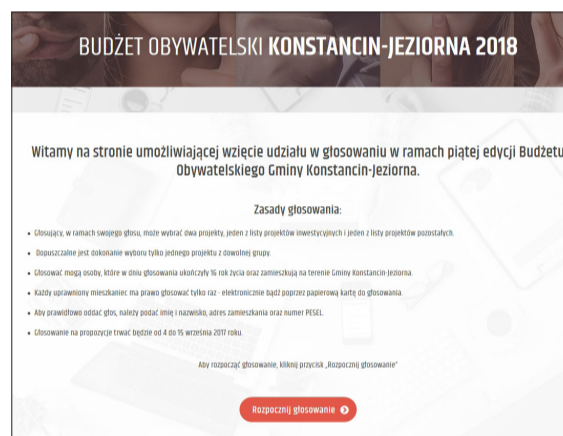 BUDŻET OBYWATELSKI KONSTANCIN-JEZIORNA 2018
Witamy na stronie umożliwiającej wzięcie udziału w głosowaniu w ramach piątej edycji Budżetu
Obywatelskiego Gminy Konstancin-Jeziorna.
Zasady głosowania:
• Głosujący, w ramach swojego głosu, może wybrać dwa projekty, jeden z listy projektów inwestycyjnych i jeden z listy projektów pozostałych.
• Dopuszczalne jest dokonanie wyboru tylko jednego projektu z dowolnej grupy.
• Głosować mogą osoby, które w dniu głosowania ukończyły 16 rok życia oraz zamieszkują na terenie Gminy Konstancin-Jeziorna.
• Każdy uprawniony mieszkaniec ma prawo głosować tylko raz - elektronicznie bądź poprzez papierową kartę do głosowania.
• Aby prawidłowo oddać głos, należy podać imię i nazwisko, adres zamieszkania oraz numer PESEL.
• Głosowanie na propozycje trwać będzie od 4 do 15 września 2017 roku.
Aby rozpocząć głosowanie, kliknij przycisk „Rozpocznij głosowanie"
Rozpocznij głosowanie